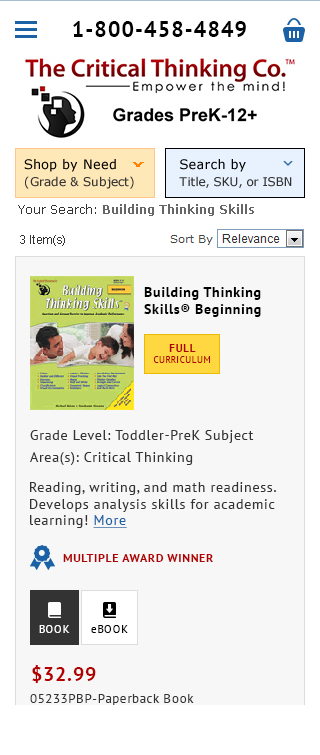 1-800-458-4849
The Critical Thinking Co.™
Empower the mind!
Grades PreK-12+
Shop by Need
(Grade & Subject)
Search by
Title, SKU, or ISBN
Your Search: Building Thinking Skills
3 Item(s)
Sort By Relevance
Building
Thinking Skills
Building Thinking
Skills® Beginning
FULL
CURRICULUM
Grade Level: Toddler-PreK Subject
Area(s): Critical Thinking
Reading, writing, and math readiness.
Develops analysis skills for academic
learning! More
MULTIPLE AWARD WINNER
BOOK
eBOOK
$32.99
05233PBP-Paperback Book